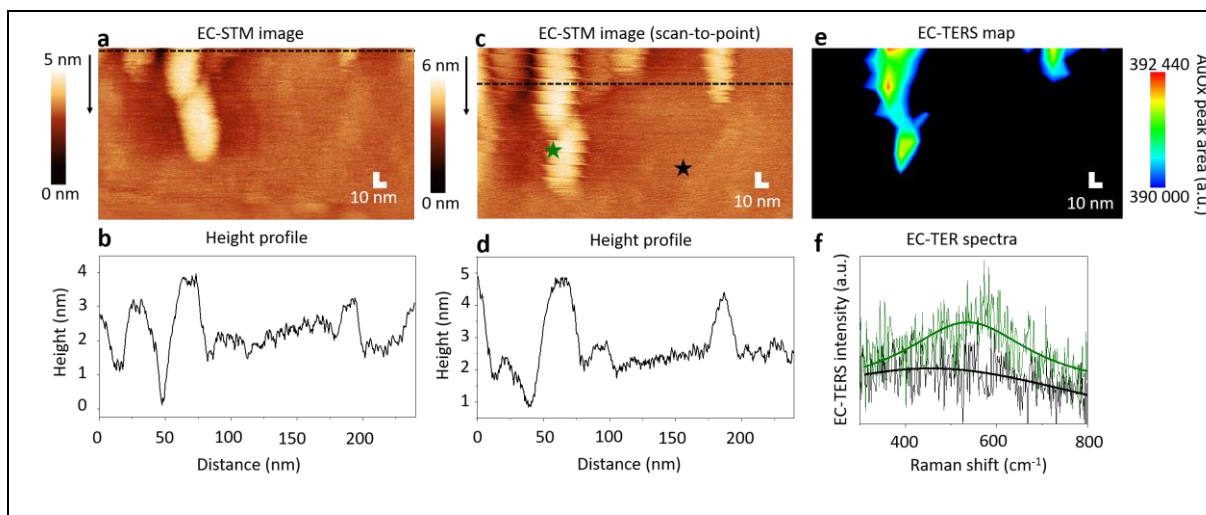 a
EC-STM image
5 nm
0 nm
10 nm
c
EC-STM image (scan-to-point)
6 nm
0 nm
10 nm
e
EC-TERS map
392 440
390 000
AuOx peak area (a.u.)
10 nm
b
Height profile
Height (nm)
4
3
2
1
0
0
50
100
150
200
Distance (nm)
d
Height profile
Height (nm)
5
4
3
2
1
0
50
100
150
200
Distance (nm)
f
EC-TER spectra
EC-TERS intensity (a.u.)
400
600
800
Raman shift (cm⁻¹)